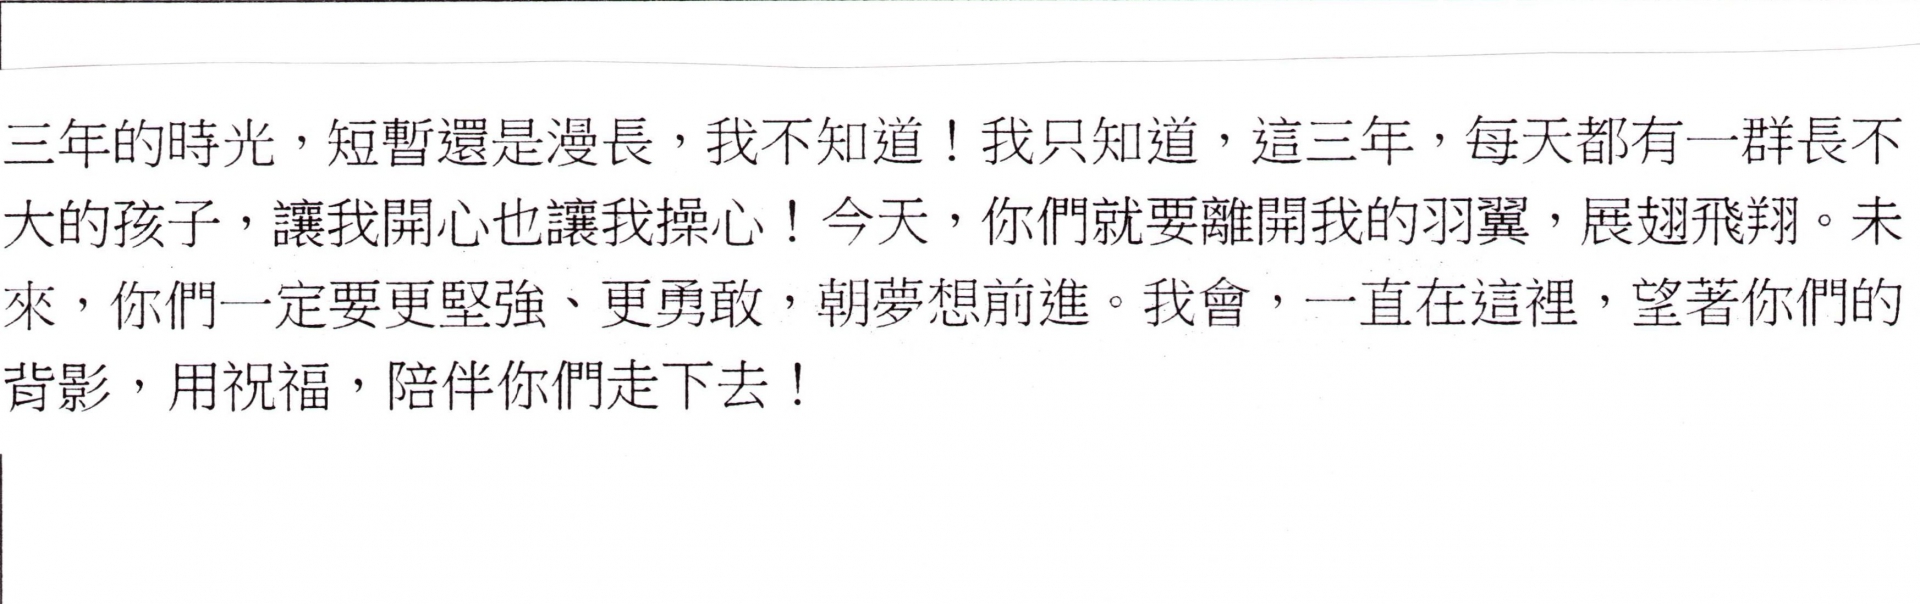 三年的時光，短暫還是漫長，我不知道！我只知道，這三年，每天都有一群長不
大的孩子，讓我開心也讓我操心！今天，你們就要離開我的羽翼，展翅飛翔。未
來，你們一定要更堅強、更勇敢，朝夢想前進。我會，一直在這裡，望著你們的
背影，用祝福，陪伴你們走下去！